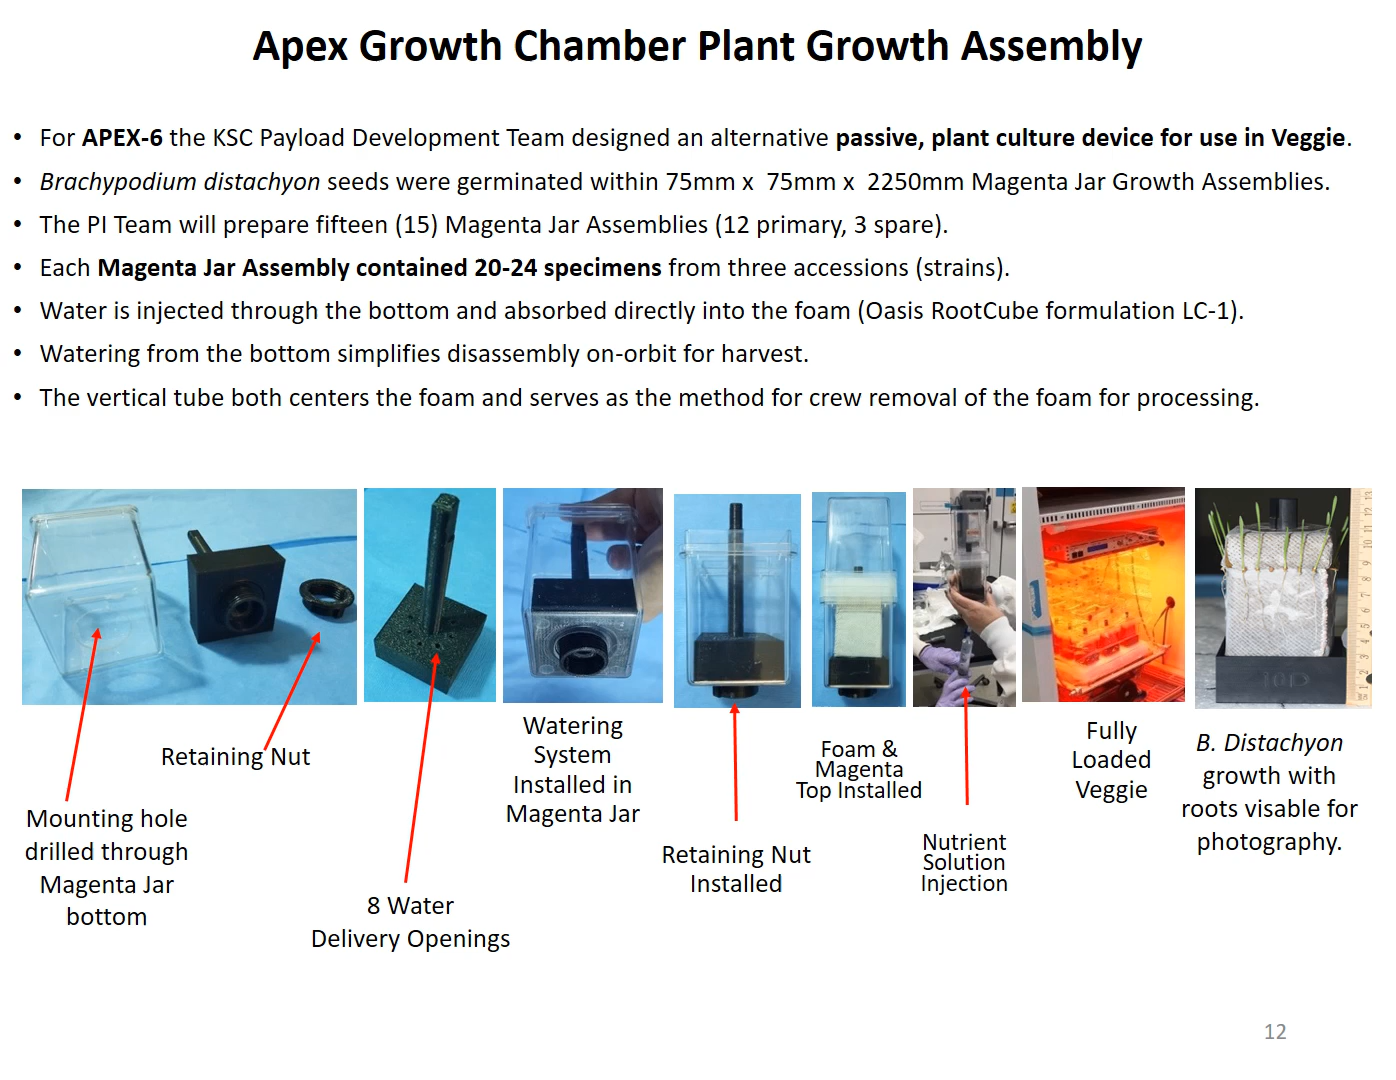 Apex Growth Chamber Plant Growth Assembly
• For APEX-6 the KSC Payload Development Team designed an alternative passive, plant culture device for use in Veggie.
• Brachypodium distachyon seeds were germinated within 75mm x 75mm x 2250mm Magenta Jar Growth Assemblies.
• The PI Team will prepare fifteen (15) Magenta Jar Assemblies (12 primary, 3 spare).
• Each Magenta Jar Assembly contained 20-24 specimens from three accessions (strains).
• Water is injected through the bottom and absorbed directly into the foam (Oasis RootCube formulation LC-1).
• Watering from the bottom simplifies disassembly on-orbit for harvest.
• The vertical tube both centers the foam and serves as the method for crew removal of the foam for processing.
Mounting hole
drilled through
Magenta Jar
bottom
Retaining Nut
8 Water
Delivery Openings
Watering
System
Installed in
Magenta Jar
Retaining Nut
Installed
Foam &
Magenta
Top Installed
Nutrient
Solution
Injection
Fully
Loaded
Veggie
B. Distachyon
growth with
roots visable for
photography.
12